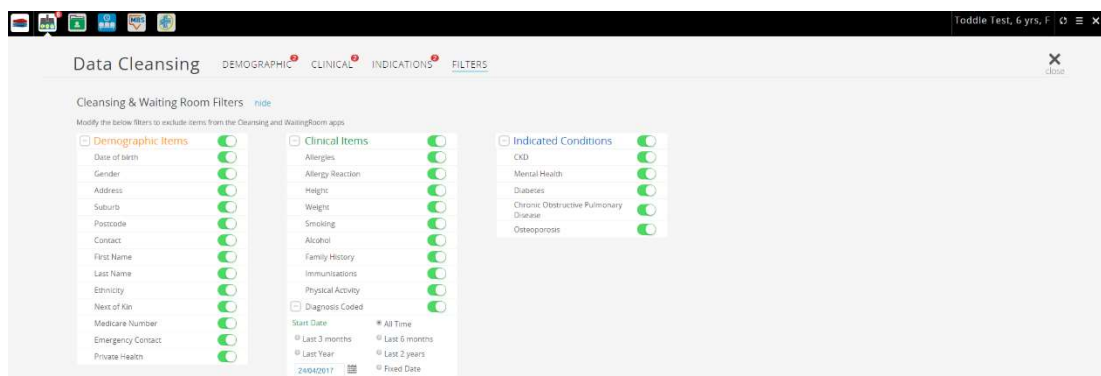 MBS
Toddle Test, 6 yrs, F
Data Cleansing DEMOGRAPHIC 2 CLINICAL 2 INDICATIONS 2 FILTERS
close
Cleansing & Waiting Room Filters hide
Modify the below filters to exclude items from the Cleansing and WaitingRoom apps
Demographic Items
Date of birth
Gender
Address
Suburb
Postcode
Contact
First Name
Last Name
Ethnicity
Next of Kin
Medicare Number
Emergency Contact
Private Health
Clinical Items
Allergies
Allergy Reaction
Height
Weight
Smoking
Alcohol
Family History
Immunisations
Physical Activity
Diagnosis Coded
Start Date All Time
Last 3 months Last 6 months
Last Year Last 2 years
24/04/2017 Fixed Date
Indicated Conditions
CKD
Mental Health
Diabetes
Chronic Obstructive Pulmonary
Disease
Osteoporosis